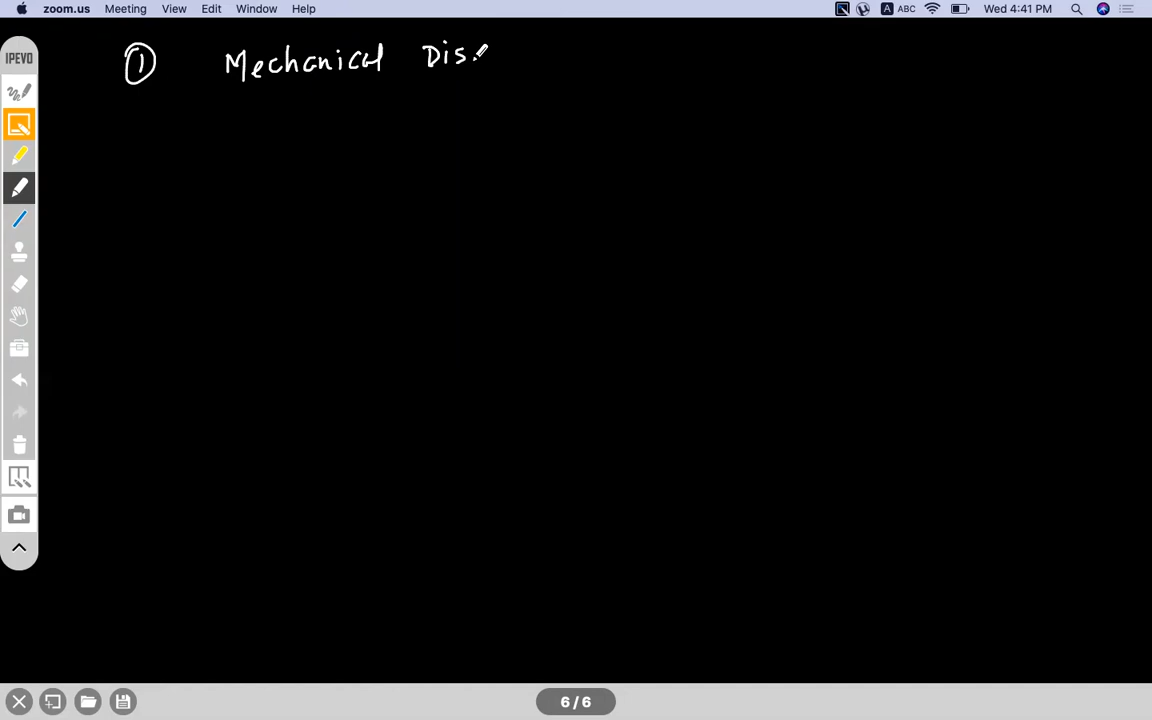 zoom.us Meeting View Edit Window Help A ABC Wed 4:41 PM
IPEVO
① Mechanical Dis
6 / 6